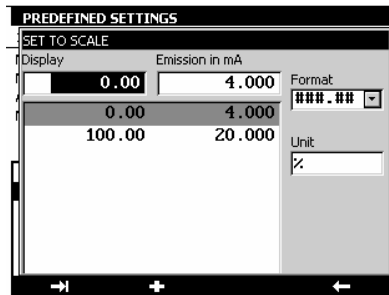 PREDEFINED SETTINGS
SET TO SCALE
Display Emission in mA
0.00 4.000
Format
###.##
0.00 4.000
100.00 20.000
Unit
%